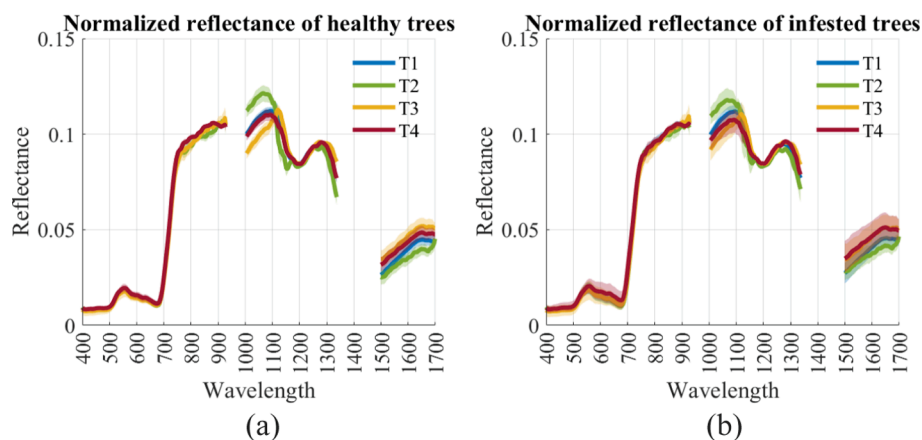 Normalized reflectance of healthy trees
0.15
0.1
0.05
0
Reflectance
T1
T2
T3
T4
400
500
600
700
800
900
1000
1100
1200
1300
1400
1500
1600
1700
Wavelength
(a)
Normalized reflectance of infested trees
0.15
0.1
0.05
0
Reflectance
T1
T2
T3
T4
400
500
600
700
800
900
1000
1100
1200
1300
1400
1500
1600
1700
Wavelength
(b)